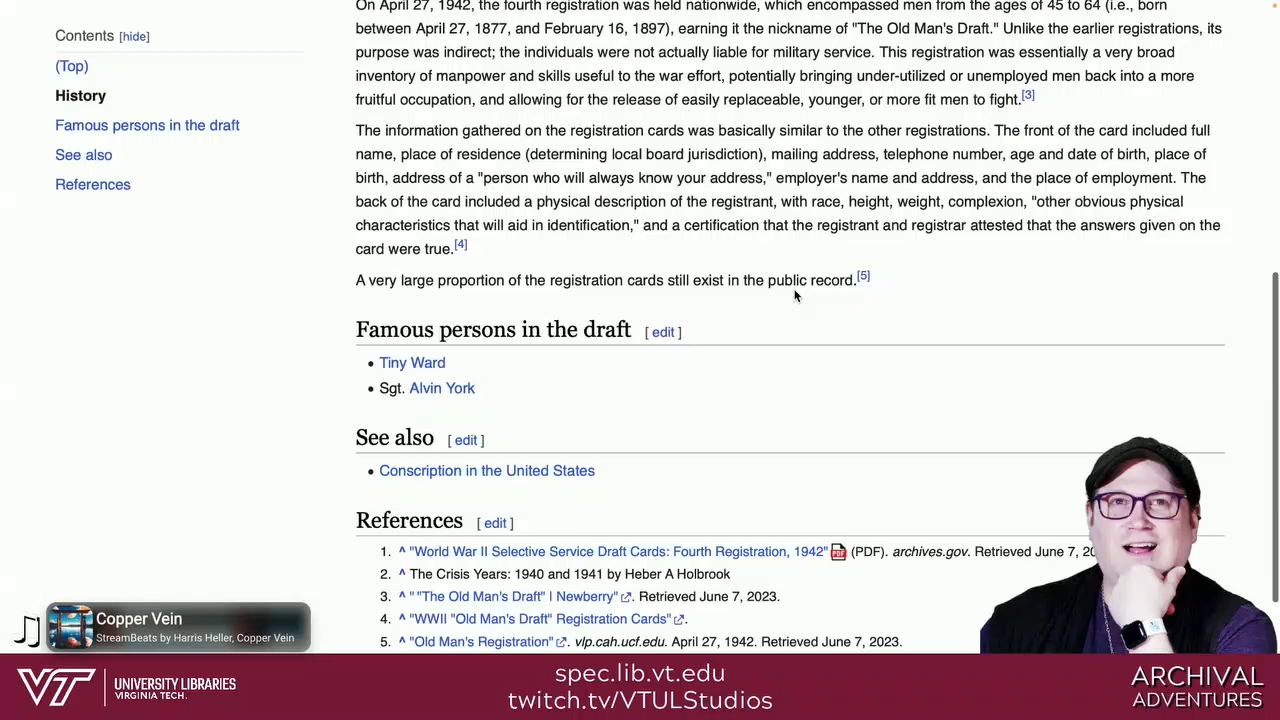 On April 27, 1942, the fourth registration was held nationwide, which encompassed men from the ages of 45 to 64 (i.e., born
between April 27, 1877, and February 16, 1897), earning it the nickname of "The Old Man's Draft." Unlike the earlier registrations, its
purpose was indirect; the individuals were not actually liable for military service. This registration was essentially a very broad
inventory of manpower and skills useful to the war effort, potentially bringing under-utilized or unemployed men back into a more
fruitful occupation, and allowing for the release of easily replaceable, younger, or more fit men to fight.[3]
The information gathered on the registration cards was basically similar to the other registrations. The front of the card included full
name, place of residence (determining local board jurisdiction), mailing address, telephone number, age and date of birth, place of
birth, address of a "person who will always know your address," employer's name and address, and the place of employment. The
back of the card included a physical description of the registrant, with race, height, weight, complexion, "other obvious physical
characteristics that will aid in identification," and a certification that the registrant and registrar attested that the answers given on the
card were true.[4]
A very large proportion of the registration cards still exist in the public record.[5]
Contents [hide]
(Top)
History
Famous persons in the draft
See also
References
Famous persons in the draft [ edit ]
• Tiny Ward
• Sgt. Alvin York
See also [ edit ]
• Conscription in the United States
References [ edit ]
1. ^ "World War II Selective Service Draft Cards: Fourth Registration, 1942" (PDF). archives.gov. Retrieved June 7, 20
2. ^ The Crisis Years: 1940 and 1941 by Heber A Holbrook
3. ^ ""The Old Man's Draft" | Newberry". Retrieved June 7, 2023.
4. ^ "WWII "Old Man's Draft" Registration Cards".
5. ^ "Old Man's Registration". vlp.cah.ucf.edu. April 27, 1942. Retrieved June 7, 2023.
Copper Vein
StreamBeats by Harris Heller, Copper Vein
VT
UNIVERSITY LIBRARIES
VIRGINIA TECH.
spec.lib.vt.edu
twitch.tv/VTULStudios
ARCHIVAL
ADVENTURES